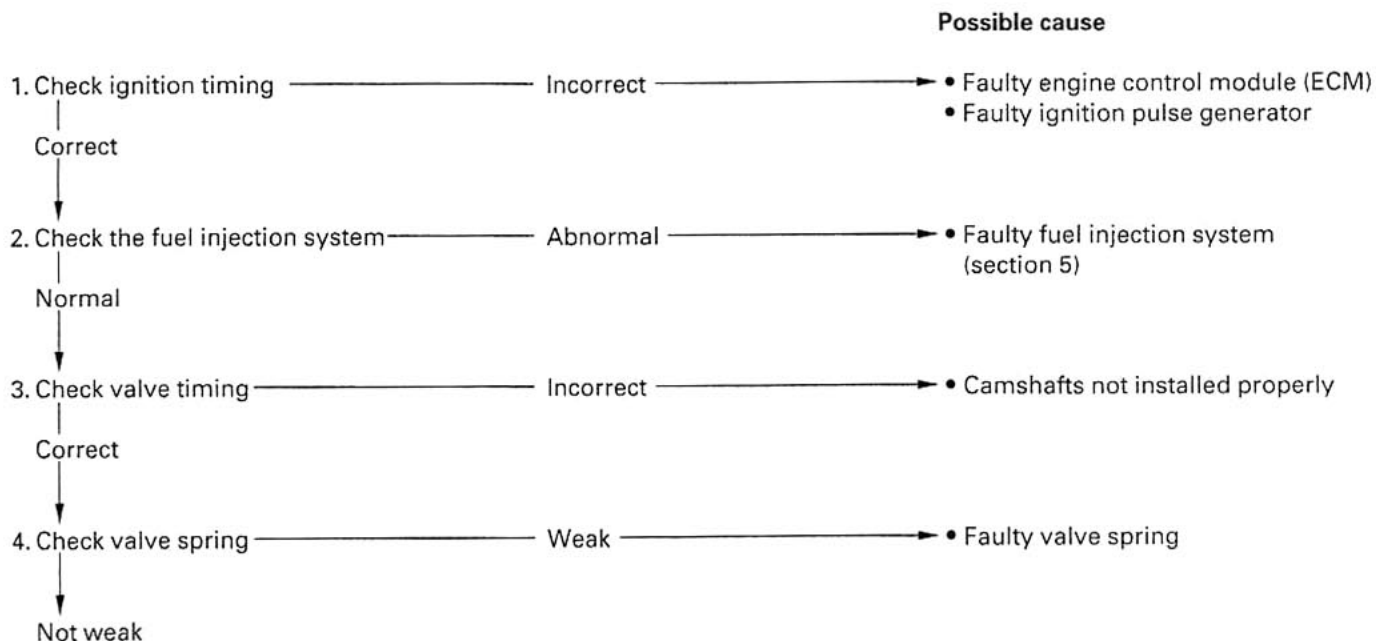 Possible cause
1. Check ignition timing Incorrect • Faulty engine control module (ECM)
• Faulty ignition pulse generator
Correct
2. Check the fuel injection system Abnormal • Faulty fuel injection system
(section 5)
Normal
3. Check valve timing Incorrect • Camshafts not installed properly
Correct
4. Check valve spring Weak • Faulty valve spring
Not weak